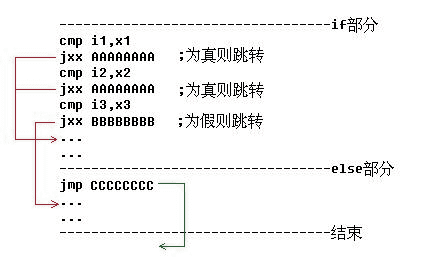 ---------------------------------if部分
cmp i1,x1
jxx AAAAAAAA ;为真则跳转
cmp i2,x2
jxx AAAAAAAA ;为真则跳转
cmp i3,x3
jxx BBBBBBBB ;为假则跳转
...
...
---------------------------------else部分
jmp CCCCCCCC
...
...
---------------------------------结束